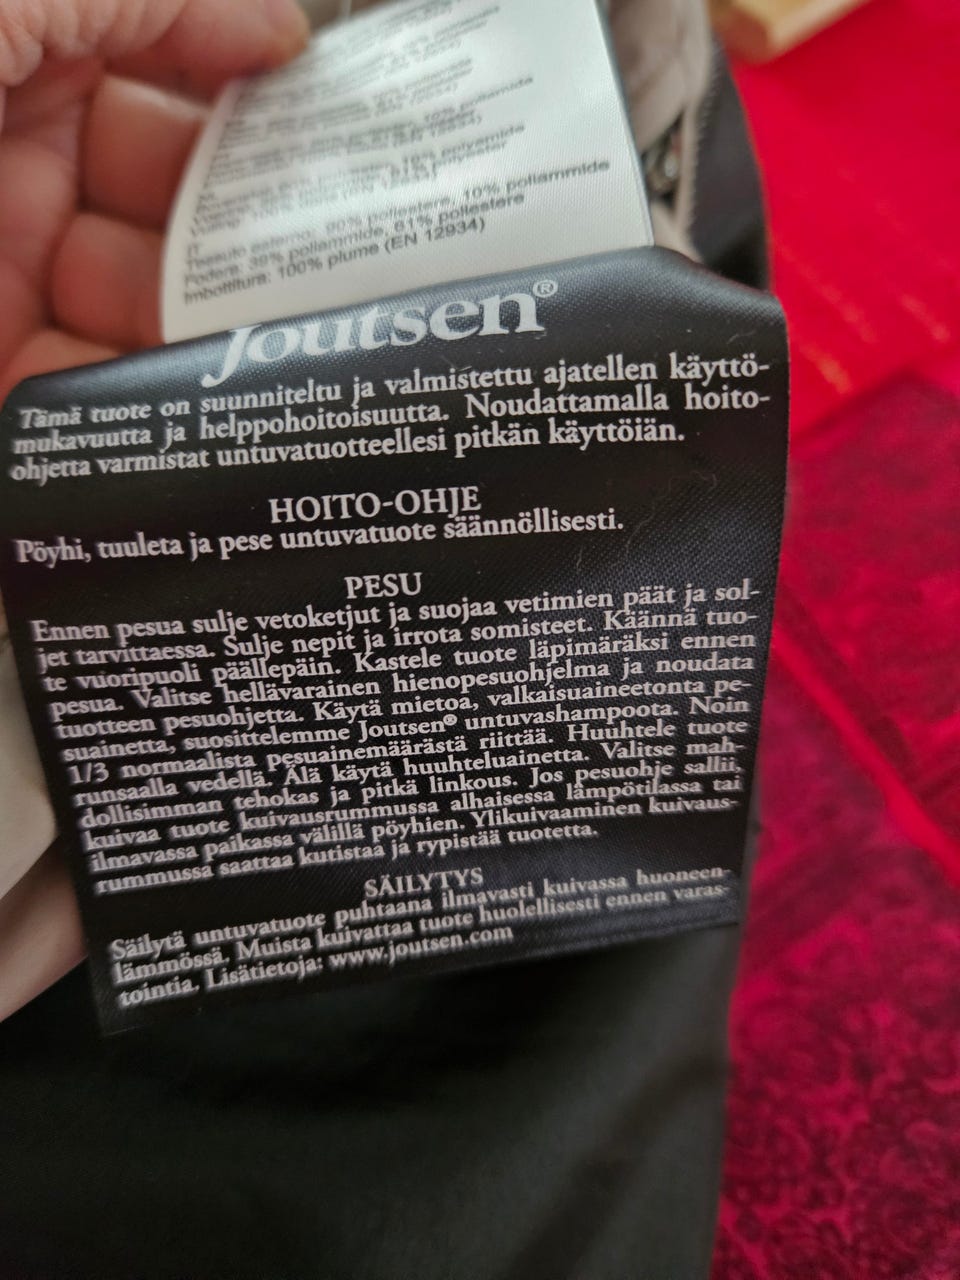 10% polyamide
IT
Tessuto esterno: 90% poliestere, 10% poliammide
Fodera: 39% poliammide, 61% poliestere
Imbottitura: 100% plume (EN 12934)
Joutsen®
Tämä tuote on suunniteltu ja valmistettu ajatellen käyttö-
mukavuutta ja helppohoitoisuutta. Noudattamalla hoito-
ohjetta varmistat untuvatuotteellesi pitkän käyttöiän.
HOITO-OHJE
Pöyhi, tuuleta ja pese untuvatuote säännöllisesti.
PESU
Ennen pesua sulje vetoketjut ja suojaa vetimien päät ja sol-
jet tarvittaessa. Sulje nepit ja irrota somisteet. Käännä tuo-
te vuoripuoli päällepäin. Kastele tuote läpimäräksi ennen
pesua. Valitse hellävarainen hienopesuohjelma ja noudata
tuotteen pesuohjetta. Käytä mietoa, valkaisuaineetonta pe-
suainetta, suosittelemme Joutsen® untuvashampoota. Noin
1/3 normaalista pesuainemäärästä riittää. Huuhtele tuote
runsaalla vedellä. Älä käytä huuhteluainetta. Valitse mah-
dollisimman tehokas ja pitkä linkous. Jos pesuohje sallii,
kuivaa tuote kuivausrummussa alhaisessa lämpötilassa tai
ilmavassa paikassa välillä pöyhien. Ylikuivaaminen kuivaus-
rummussa saattaa kutistaa ja rypistää tuotetta.
SÄILYTYS
Säilytä untuvatuote puhtaana ilmavasti kuivassa huoneen-
lämmössä. Muista kuivattaa tuote huolellisesti ennen varas-
tointia. Lisätietoja: www.joutsen.com